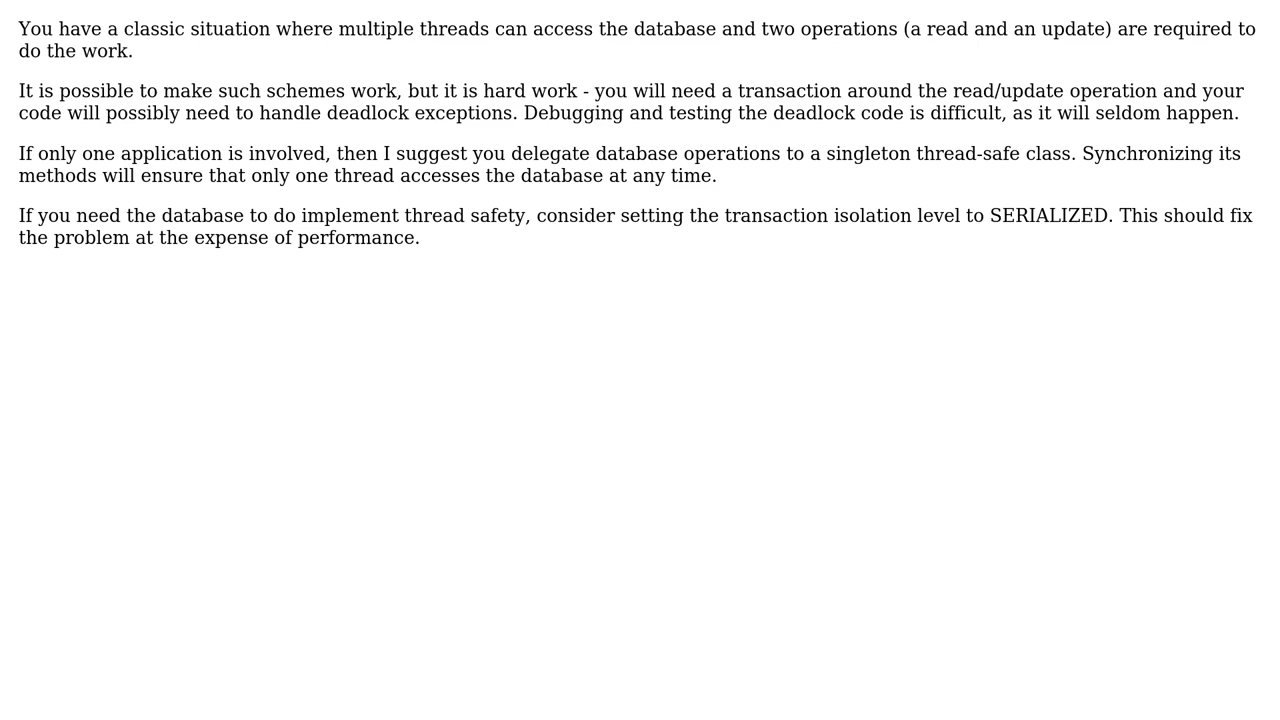 You have a classic situation where multiple threads can access the database and two operations (a read and an update) are required to
do the work.
It is possible to make such schemes work, but it is hard work - you will need a transaction around the read/update operation and your
code will possibly need to handle deadlock exceptions. Debugging and testing the deadlock code is difficult, as it will seldom happen.
If only one application is involved, then I suggest you delegate database operations to a singleton thread-safe class. Synchronizing its
methods will ensure that only one thread accesses the database at any time.
If you need the database to do implement thread safety, consider setting the transaction isolation level to SERIALIZED. This should fix
the problem at the expense of performance.